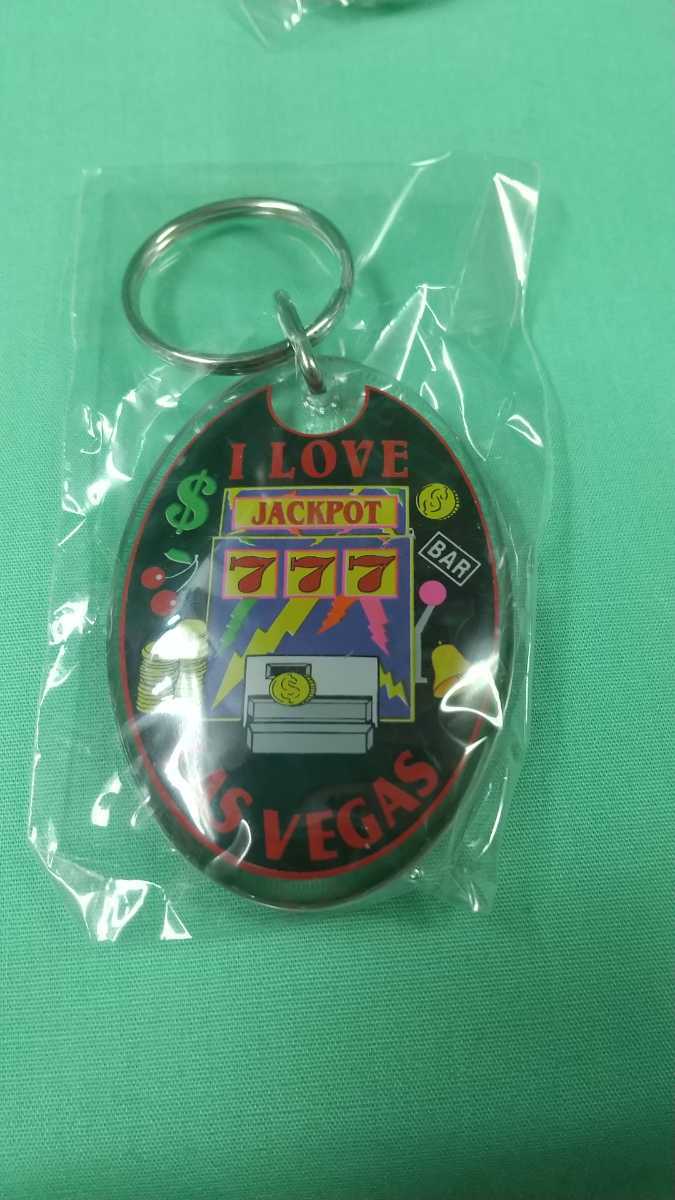 I LOVE
$
$
JACKPOT
777
BAR
$
AS VEGAS